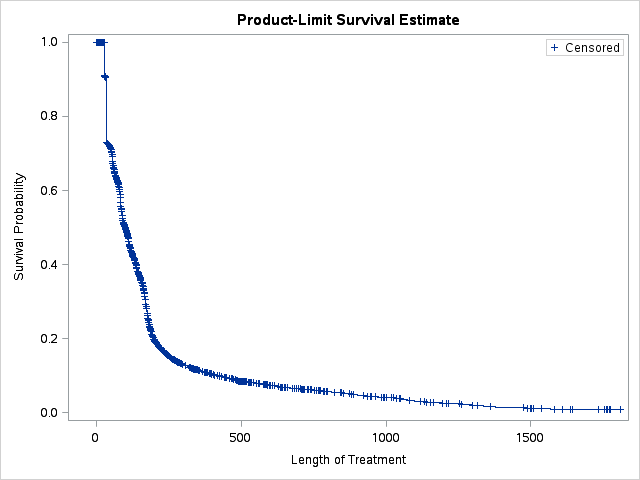 Product-Limit Survival Estimate
+ Censored
1.0
0.8
0.6
0.4
0.2
0.0
Survival Probability
0 500 1000 1500
Length of Treatment